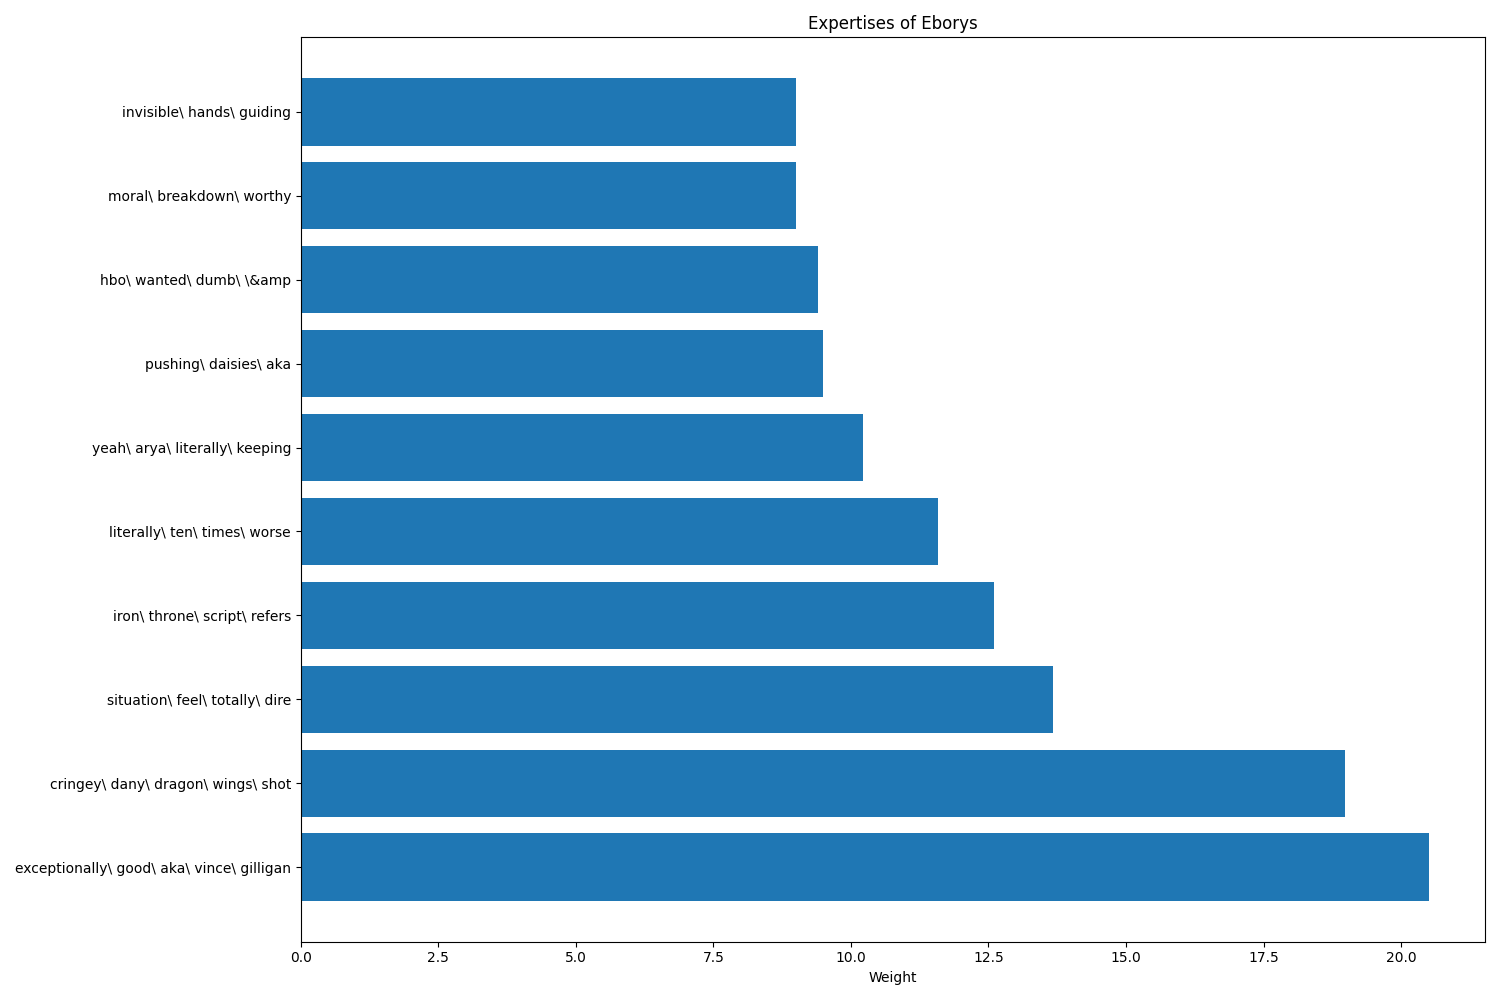 Expertises of Eborys
invisible\ hands\ guiding
moral\ breakdown\ worthy
hbo\ wanted\ dumb\ \&amp
pushing\ daisies\ aka
yeah\ arya\ literally\ keeping
literally\ ten\ times\ worse
iron\ throne\ script\ refers
situation\ feel\ totally\ dire
cringey\ dany\ dragon\ wings\ shot
exceptionally\ good\ aka\ vince\ gilligan
0.0 2.5 5.0 7.5 10.0 12.5 15.0 17.5 20.0
Weight